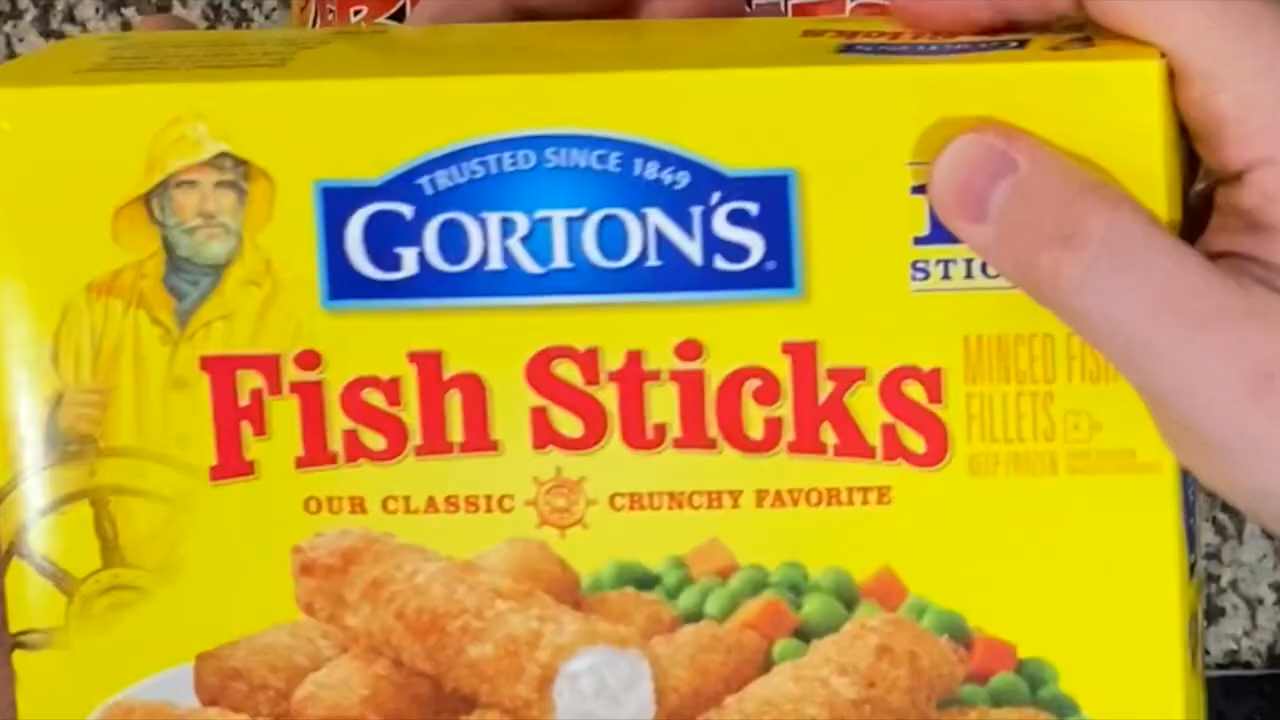 TRUSTED SINCE 1849
GORTON'S
STIC
Fish Sticks
MINCED FISH
FILLETS
KEEP FROZEN
OUR CLASSIC CRUNCHY FAVORITE